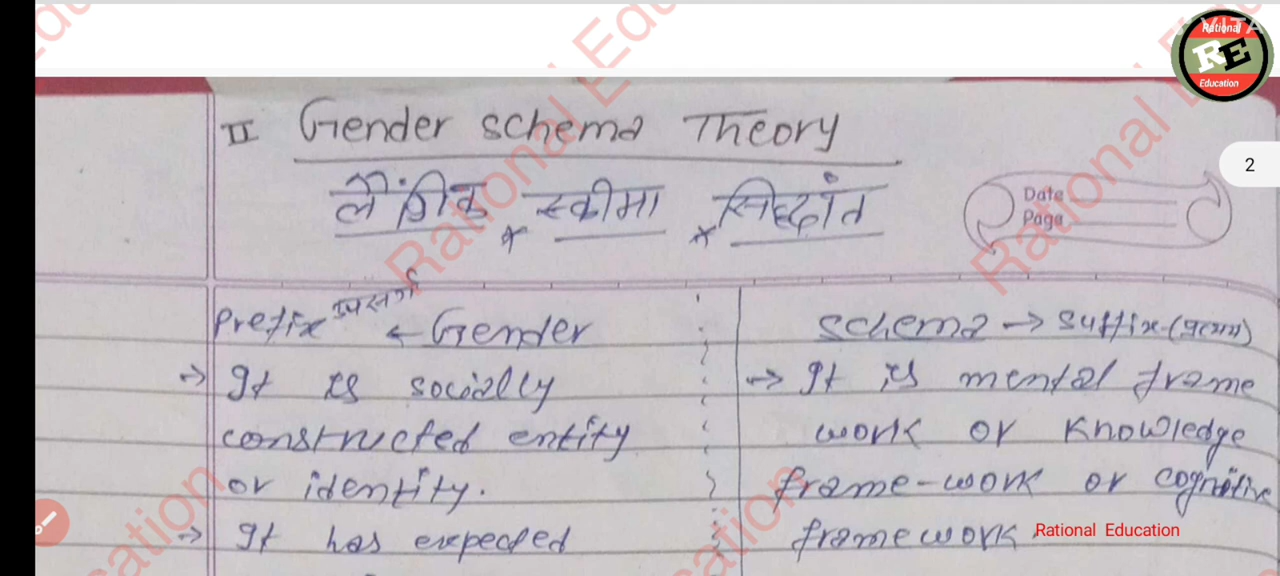 Rational
RE
Education
2
II Gender schema Theory
लैंगिक स्कीमा सिद्धांत
Date
Page
Prefix उपसर्ग ← Gender
schema → suffix (प्रत्यय)
→ It is socially
constructed entity
or identity.
→ It has expected
→ It is mental frame
work or knowledge
frame-work or cognitive
framework
Rational Education